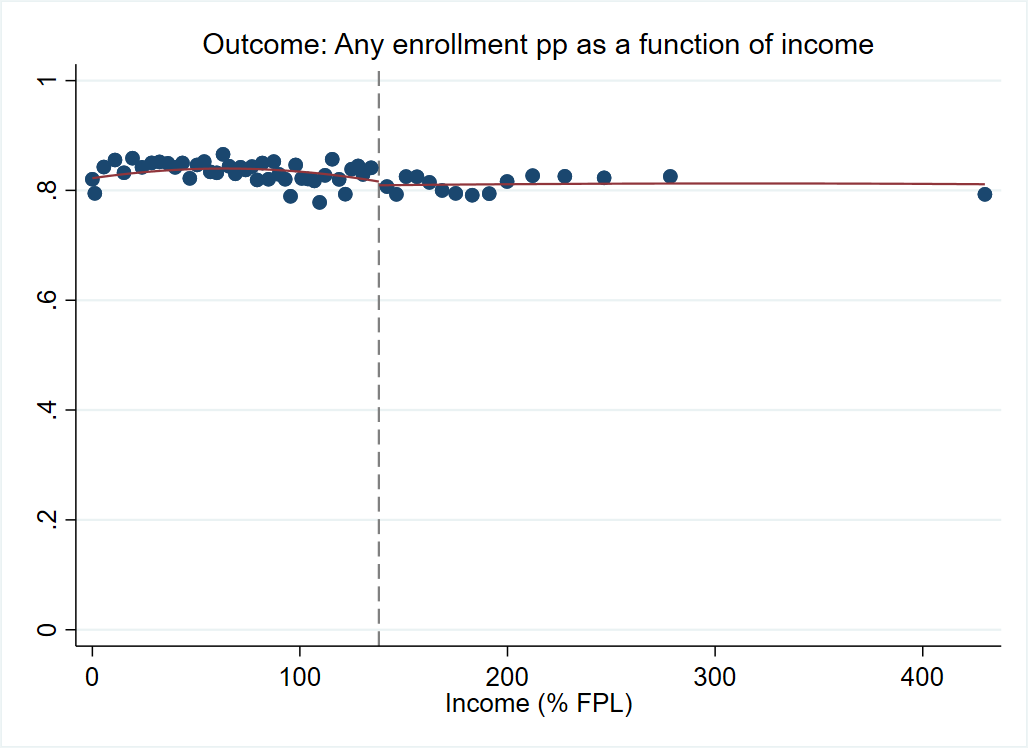 Outcome: Any enrollment pp as a function of income
1
.8
.6
.4
.2
0
0 100 200 300 400
Income (% FPL)